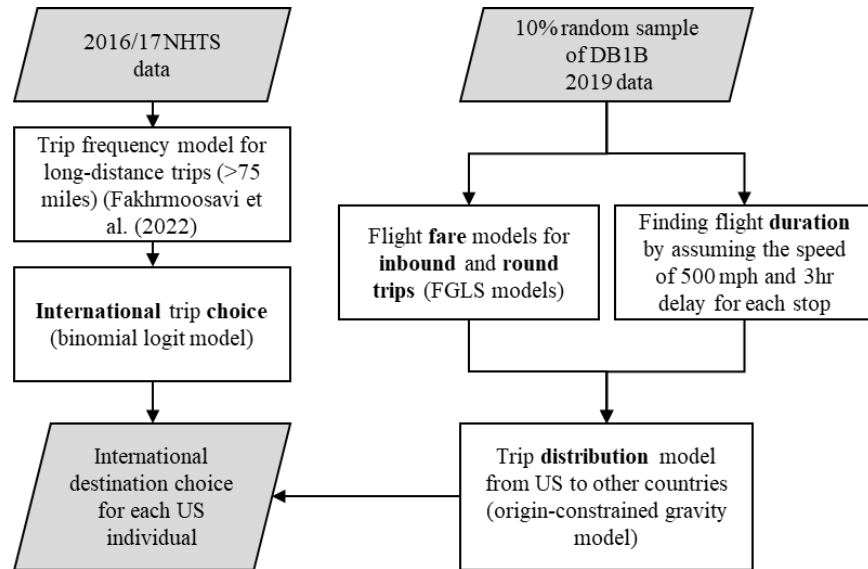 2016/17 NHTS
data
10% random sample
of DB1B
2019 data
Trip frequency model for
long-distance trips (>75
miles) (Fakhrmoosavi et
al. (2022)
Flight fare models for
inbound and round
trips (FGLS models)
Finding flight duration
by assuming the speed
of 500 mph and 3hr
delay for each stop
International trip choice
(binomial logit model)
International
destination choice
for each US
individual
Trip distribution model
from US to other countries
(origin-constrained gravity
model)